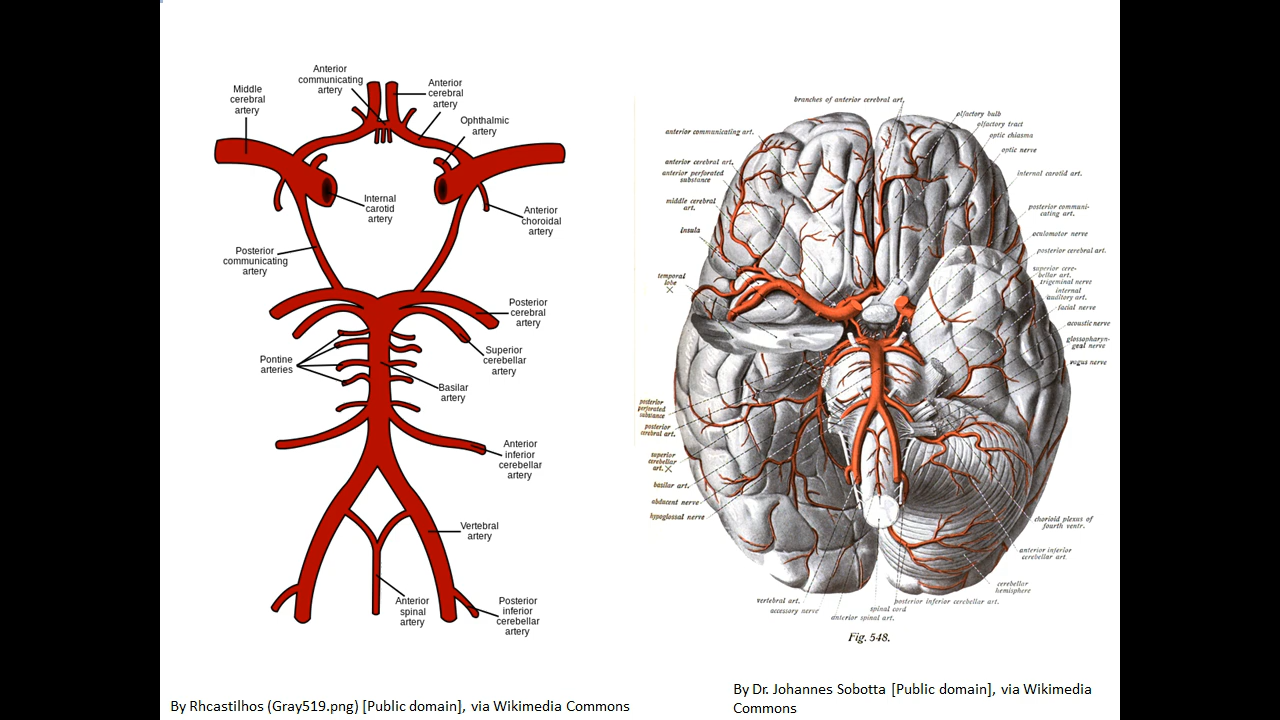 Anterior
communicating
artery
Middle
cerebral
artery
Anterior
cerebral
artery
Ophthalmic
artery
Internal
carotid
artery
Anterior
choroidal
artery
Posterior
communicating
artery
Posterior
cerebral
artery
Superior
cerebellar
artery
Pontine
arteries
Basilar
artery
Anterior
inferior
cerebellar
artery
Vertebral
artery
Anterior
spinal
artery
Posterior
inferior
cerebellar
artery
By Rhcastilhos (Gray519.png) [Public domain], via Wikimedia Commons
branches of anterior cerebral art.
anterior communicating art.
anterior cerebral art.
anterior perforated
substance
middle cerebral
art.
insula
temporal
lobe
X
posterior
perforated
substance
posterior
cerebral art.
superior
cerebellar
art. X
basilar art.
abducent nerve
hypoglossal nerve
olfactory bulb
olfactory tract
optic chiasma
optic nerve
internal carotid art.
posterior communi-
cating art.
oculomotor nerve
posterior cerebral art.
superior cere-
bellar art.
trigeminal nerve
internal
auditory art.
facial nerve
acoustic nerve
glossopharyn-
geal nerve
vagus nerve
chorioid plexus of
fourth ventr.
anterior inferior
cerebellar art.
cerebellar
hemisphere
posterior inferior cerebellar art.
vertebral art.
accessory nerve
spinal cord
anterior spinal art.
Fig. 548.
By Dr. Johannes Sobotta [Public domain], via Wikimedia
Commons